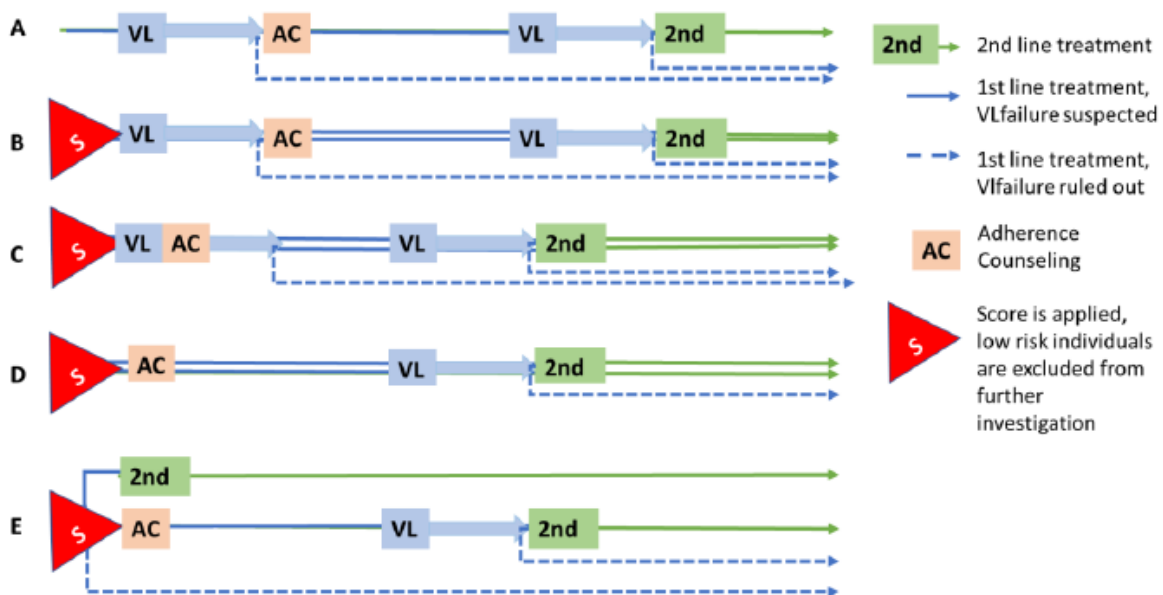 A VL AC VL 2nd
B S VL AC VL 2nd
C S VL AC VL 2nd
D S AC VL 2nd
2nd
E S AC VL 2nd
2nd 2nd line treatment
1st line treatment,
VLfailure suspected
1st line treatment,
Vlfailure ruled out
AC Adherence
Counseling
S Score is applied,
low risk individuals
are excluded from
further
investigation